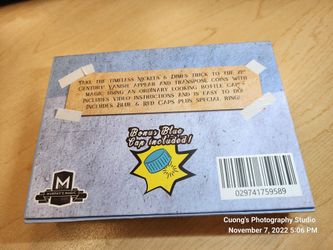 Take the timeless Nickels & Dimes trick to the 21st
Century. Vanish, appear and transpose coins with
magic using an ordinary looking bottle cap -
includes video instructions and is easy to do!
Includes Blue & Red caps plus special ring!
Bonus Blue
Cap included!
M
MURPHY'S MAGIC
029741759589
Cuong's Photography Studio
November 7, 2022 5:06 PM